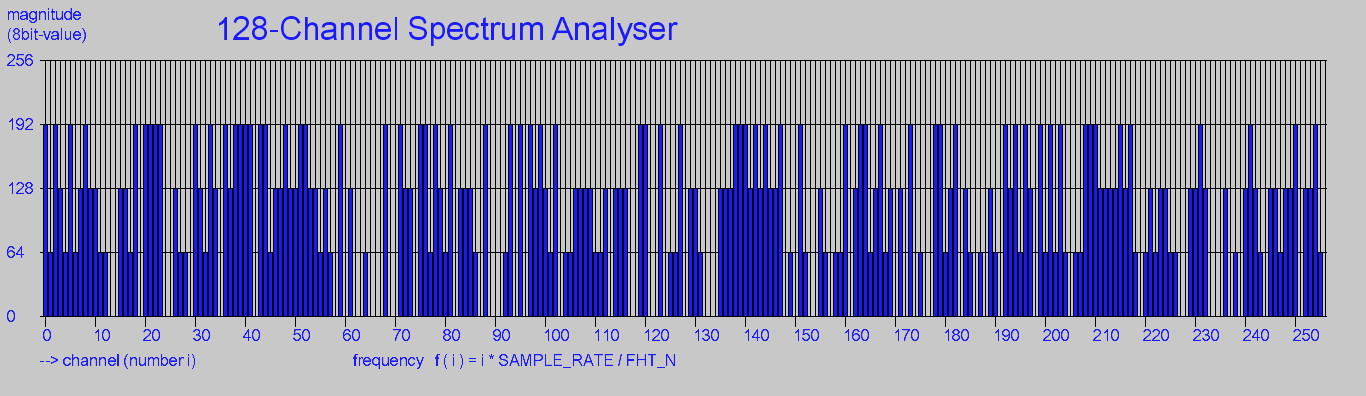 magnitude
(8bit-value)
128-Channel Spectrum Analyser
256
192
128
64
0
0 10 20 30 40 50 60 70 80 90 100 110 120 130 140 150 160 170 180 190 200 210 220 230 240 250
--> channel (number i)
frequency f ( i ) = i * SAMPLE_RATE / FHT_N